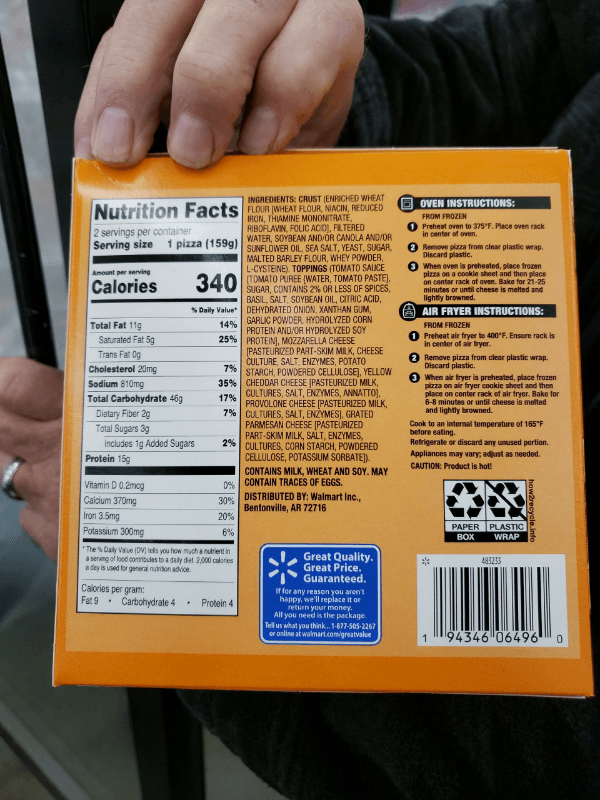 Nutrition Facts
2 servings per container
Serving size 1 pizza (159g)
Amount per serving
Calories 340
% Daily Value*
Total Fat 11g 14%
Saturated Fat 5g 25%
Trans Fat 0g
Cholesterol 20mg 7%
Sodium 810mg 35%
Total Carbohydrate 46g 17%
Dietary Fiber 2g 7%
Total Sugars 3g
Includes 1g Added Sugars 2%
Protein 15g
Vitamin D 0.2mcg 0%
Calcium 370mg 30%
Iron 3.5mg 20%
Potassium 300mg 6%
*The % Daily Value (DV) tells you how much a nutrient in
a serving of food contributes to a daily diet. 2,000 calories
a day is used for general nutrition advice.
Calories per gram:
Fat 9 • Carbohydrate 4 • Protein 4
INGREDIENTS: CRUST (ENRICHED WHEAT
FLOUR [WHEAT FLOUR, NIACIN, REDUCED
IRON, THIAMINE MONONITRATE,
RIBOFLAVIN, FOLIC ACID], FILTERED
WATER, SOYBEAN AND/OR CANOLA AND/OR
SUNFLOWER OIL, SEA SALT, YEAST, SUGAR,
MALTED BARLEY FLOUR, WHEY POWDER,
L-CYSTEINE). TOPPINGS (TOMATO SAUCE
[TOMATO PUREE (WATER, TOMATO PASTE),
SUGAR, CONTAINS 2% OR LESS OF SPICES,
BASIL, SALT, SOYBEAN OIL, CITRIC ACID,
DEHYDRATED ONION, XANTHAN GUM,
GARLIC POWDER, HYDROLYZED CORN
PROTEIN AND/OR HYDROLYZED SOY
PROTEIN], MOZZARELLA CHEESE
[PASTEURIZED PART-SKIM MILK, CHEESE
CULTURE, SALT, ENZYMES, POTATO
STARCH, POWDERED CELLULOSE], YELLOW
CHEDDAR CHEESE [PASTEURIZED MILK,
CULTURES, SALT, ENZYMES, ANNATTO],
PROVOLONE CHEESE [PASTEURIZED MILK,
CULTURES, SALT, ENZYMES], GRATED
PARMESAN CHEESE [PASTEURIZED
PART-SKIM MILK, SALT, ENZYMES,
CULTURES, CORN STARCH, POWDERED
CELLULOSE, POTASSIUM SORBATE]).
CONTAINS MILK, WHEAT AND SOY. MAY
CONTAIN TRACES OF EGGS.
DISTRIBUTED BY: Walmart Inc.,
Bentonville, AR 72716
Great Quality.
Great Price.
Guaranteed.
If for any reason you aren't
happy, we'll replace it or
return your money.
All you need is the package.
Tell us what you think... 1-877-505-2267
or online at walmart.com/greatvalue
OVEN INSTRUCTIONS:
FROM FROZEN
1 Preheat oven to 375°F. Place oven rack
in center of oven.
2 Remove pizza from clear plastic wrap.
Discard plastic.
3 When oven is preheated, place frozen
pizza on a cookie sheet and then place
on center rack of oven. Bake for 21-25
minutes or until cheese is melted and
lightly browned.
AIR FRYER INSTRUCTIONS:
FROM FROZEN
1 Preheat air fryer to 400°F. Ensure rack is
in center of air fryer.
2 Remove pizza from clear plastic wrap.
Discard plastic.
3 When air fryer is preheated, place frozen
pizza on air fryer cookie sheet and then
place on center rack of air fryer. Bake for
6-8 minutes or until cheese is melted
and lightly browned.
Cook to an internal temperature of 165°F
before eating.
Refrigerate or discard any unused portion.
Appliances may vary; adjust as needed.
CAUTION: Product is hot!
PAPER PLASTIC
BOX WRAP
how2recycle.info
483233
1 94346 06496 0